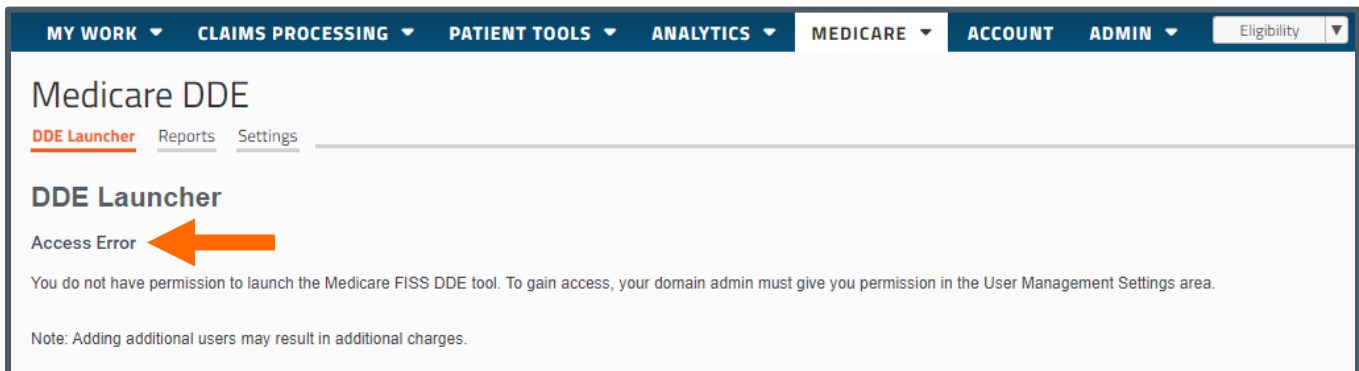 MY WORK CLAIMS PROCESSING PATIENT TOOLS ANALYTICS MEDICARE ACCOUNT ADMIN Eligibility
Medicare DDE
DDE Launcher Reports Settings
DDE Launcher
Access Error
You do not have permission to launch the Medicare FISS DDE tool. To gain access, your domain admin must give you permission in the User Management Settings area.
Note: Adding additional users may result in additional charges.